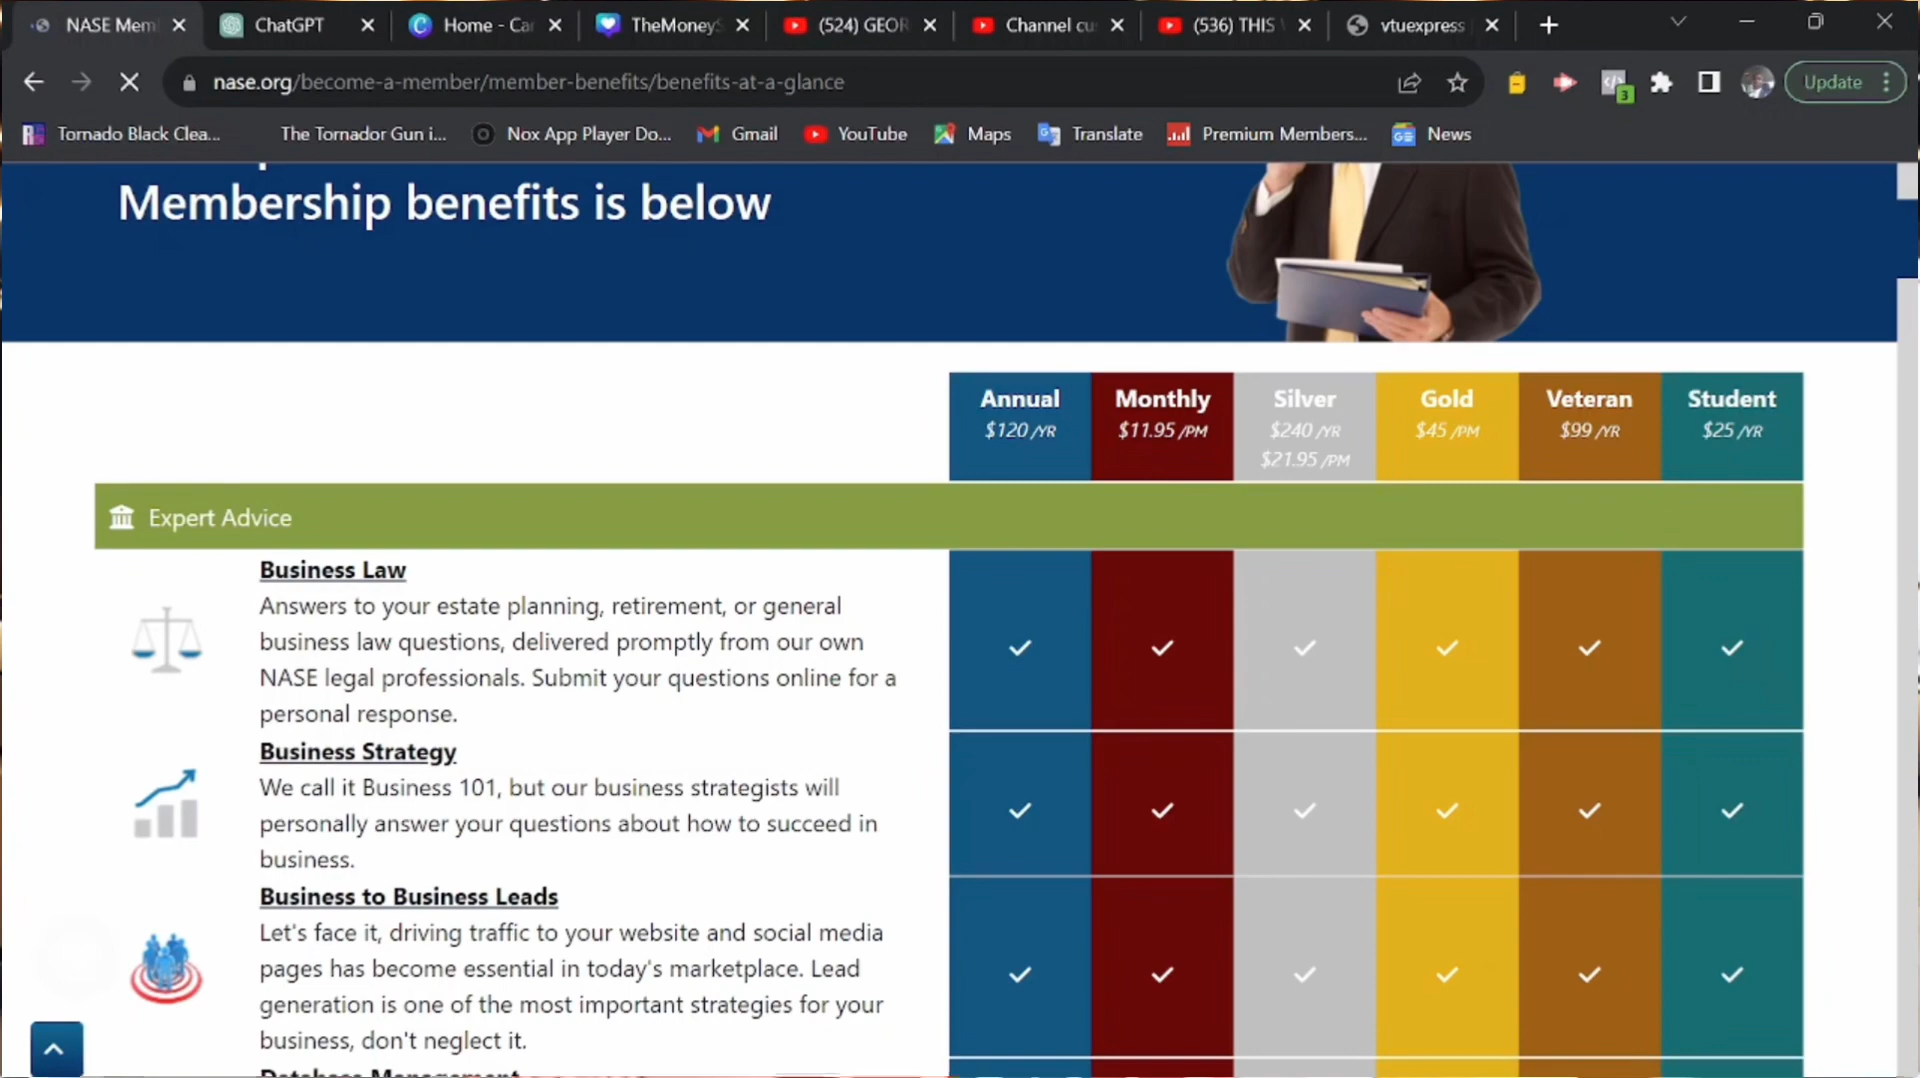 NASE Mem
ChatGPT
Home - Ca
TheMoney
(524) GEOR
Channel cu
(536) THIS
vtuexpress
nase.org/become-a-member/member-benefits/benefits-at-a-glance
3
Update
Tornado Black Clea...
The Tornador Gun i...
Nox App Player Do...
Gmail
YouTube
Maps
Translate
Premium Members...
News
Membership benefits is below
Annual
$120 /YR
Monthly
$11.95 /PM
Silver
$240 /YR
$21.95 /PM
Gold
$45 /PM
Veteran
$99 /YR
Student
$25 /YR
Expert Advice
Business Law
Answers to your estate planning, retirement, or general
business law questions, delivered promptly from our own
NASE legal professionals. Submit your questions online for a
personal response.
Business Strategy
We call it Business 101, but our business strategists will
personally answer your questions about how to succeed in
business.
Business to Business Leads
Let's face it, driving traffic to your website and social media
pages has become essential in today's marketplace. Lead
generation is one of the most important strategies for your
business, don't neglect it.
Database Management